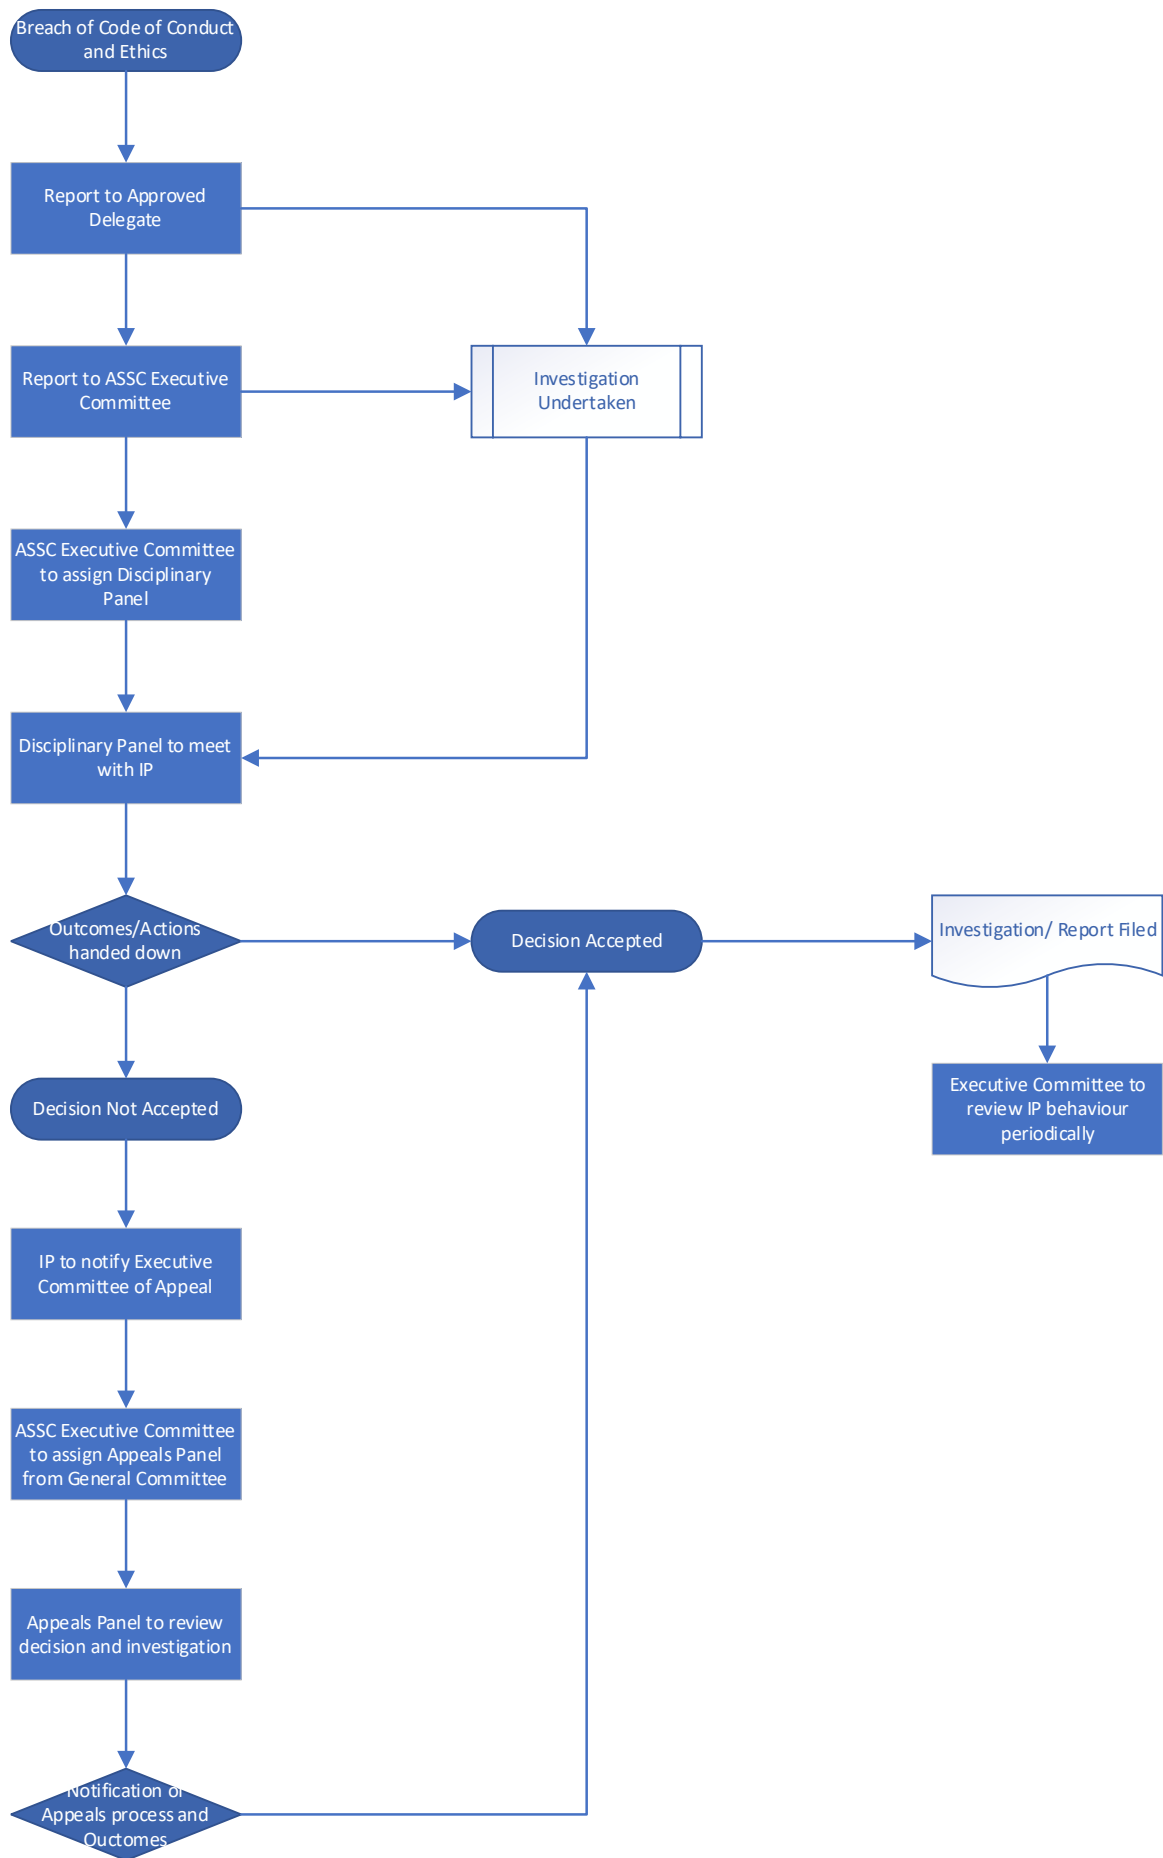 Breach of Code of Conduct
and Ethics
Report to Approved
Delegate
Report to ASSC Executive
Committee
Investigation
Undertaken
ASSC Executive Committee
to assign Disciplinary
Panel
Disciplinary Panel to meet
with IP
Outcomes/Actions
handed down
Decision Accepted
Investigation/ Report Filed
Decision Not Accepted
Executive Committee to
review IP behaviour
periodically
IP to notify Executive
Committee of Appeal
ASSC Executive Committee
to assign Appeals Panel
from General Committee
Appeals Panel to review
decision and investigation
Notification of
Appeals process and
Ouctomes